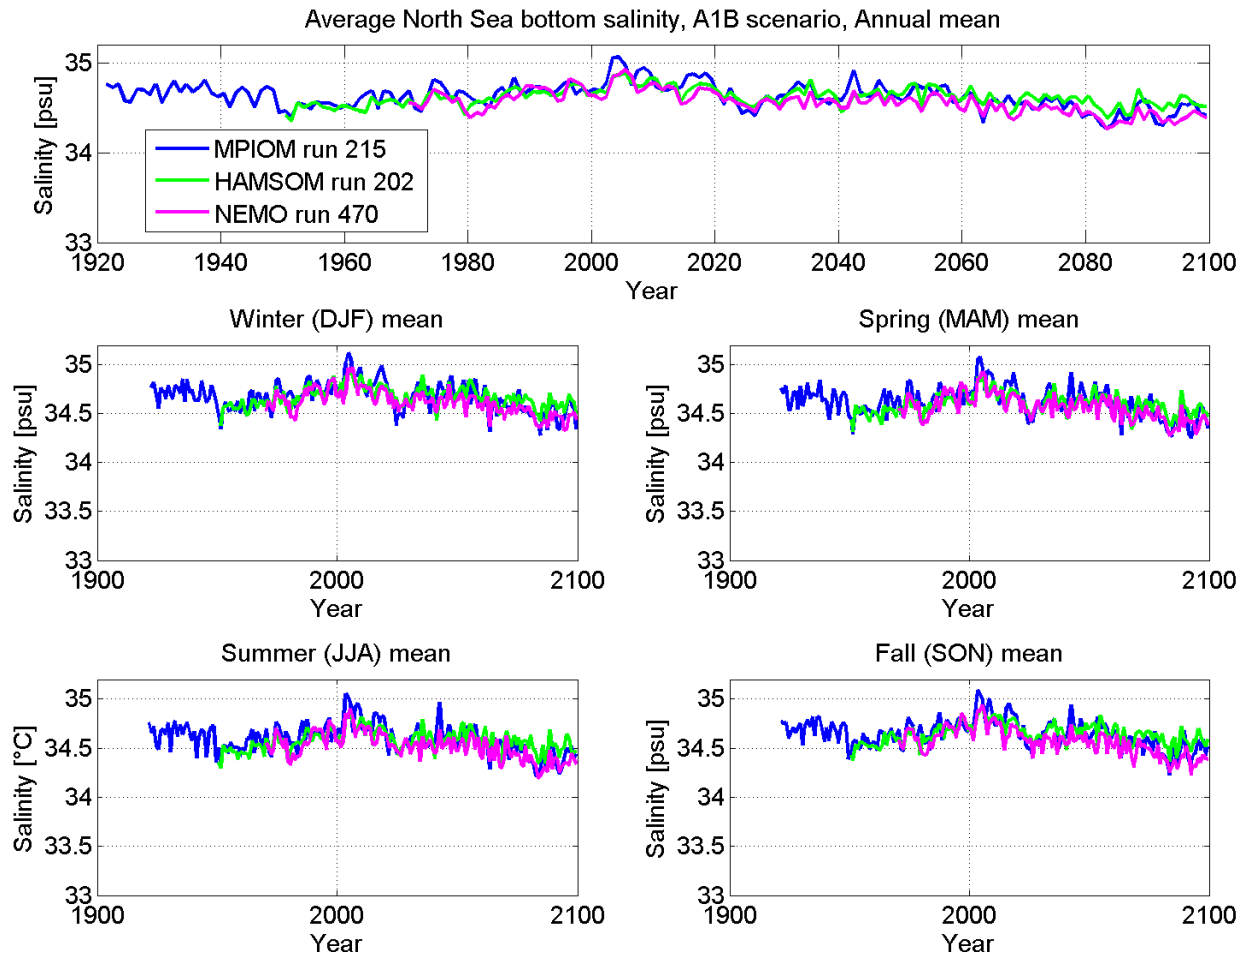 Average North Sea bottom salinity, A1B scenario, Annual mean
35
34
33
Salinity [psu]
MPIOM run 215
HAMSOM run 202
NEMO run 470
1920 1940 1960 1980 2000 2020 2040 2060 2080 2100
Year
Winter (DJF) mean
35
34.5
34
33.5
33
Salinity [psu]
1900 2000 2100
Year
Spring (MAM) mean
35
34.5
34
33.5
33
Salinity [psu]
1900 2000 2100
Year
Summer (JJA) mean
35
34.5
34
33.5
33
Salinity [°C]
1900 2000 2100
Year
Fall (SON) mean
35
34.5
34
33.5
33
Salinity [psu]
1900 2000 2100
Year